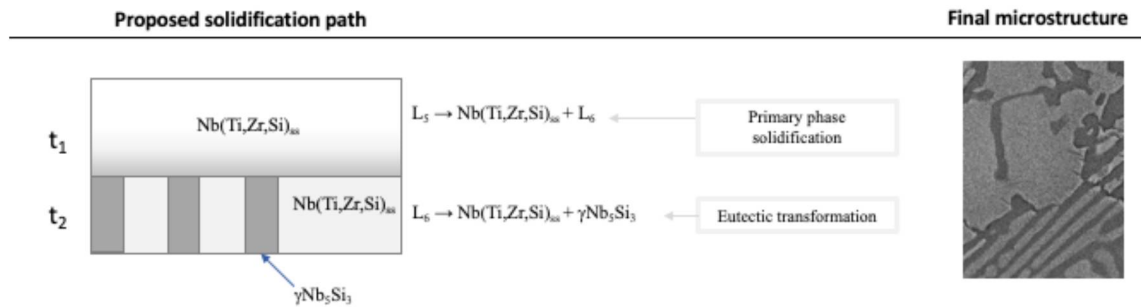 Proposed solidification path
Final microstructure
t₁
Nb(Ti,Zr,Si)ₛₛ
L₅ → Nb(Ti,Zr,Si)ₛₛ + L₆
Primary phase
solidification
t₂
Nb(Ti,Zr,Si)ₛₛ
L₆ → Nb(Ti,Zr,Si)ₛₛ + γNb₅Si₃
Eutectic transformation
γNb₅Si₃